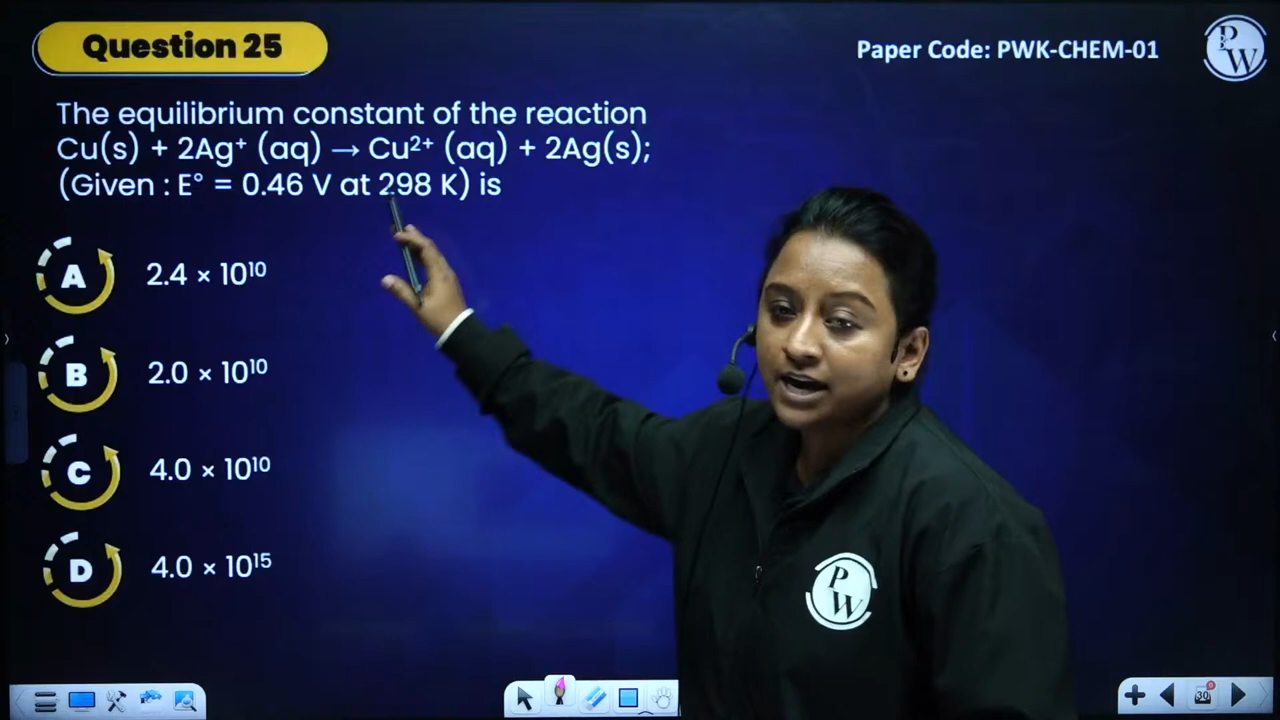 Question 25
Paper Code: PWK-CHEM-01
P
W
The equilibrium constant of the reaction
Cu(s) + 2Ag⁺ (aq) → Cu²⁺ (aq) + 2Ag(s);
(Given : E° = 0.46 V at 298 K) is
A 2.4 × 10¹⁰
B 2.0 × 10¹⁰
C 4.0 × 10¹⁰
D 4.0 × 10¹⁵
P
W
30